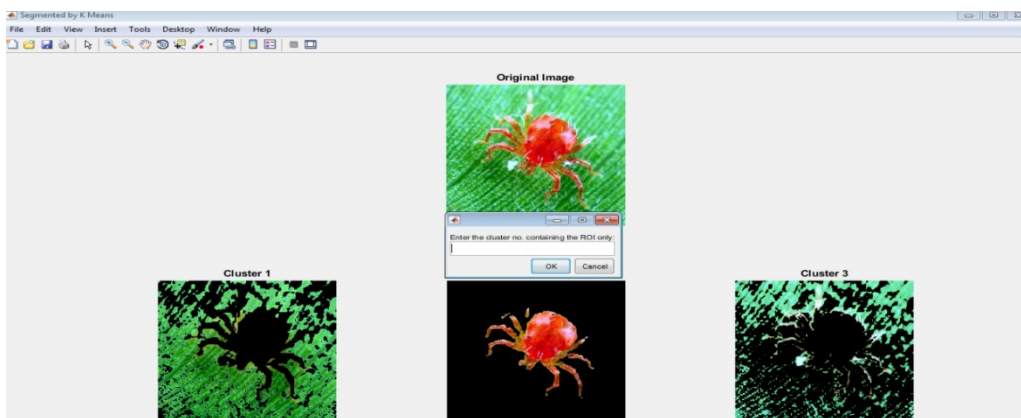 Segmented by K Means
File Edit View Insert Tools Desktop Window Help
Original Image
Enter the cluster no. containing the ROI only:
OK Cancel
Cluster 1
Cluster 3